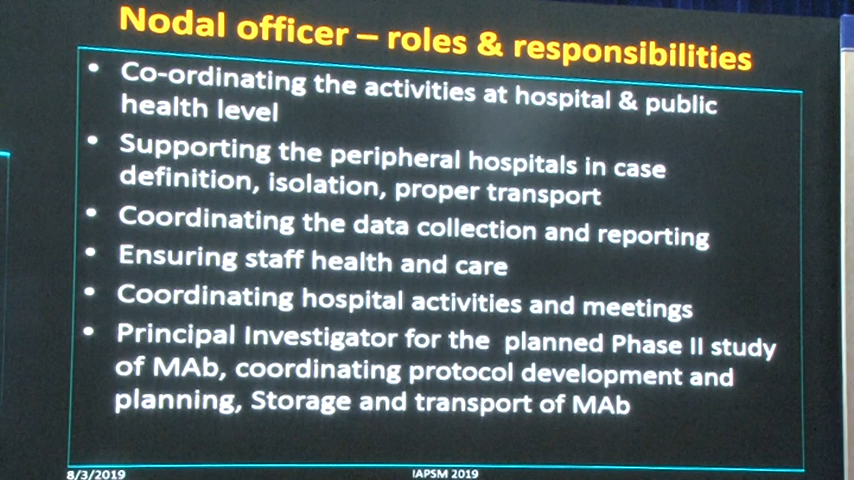 Nodal officer – roles & responsibilities
• Co-ordinating the activities at hospital & public
health level
• Supporting the peripheral hospitals in case
definition, isolation, proper transport
• Coordinating the data collection and reporting
• Ensuring staff health and care
• Coordinating hospital activities and meetings
• Principal Investigator for the planned Phase II study
of MAb, coordinating protocol development and
planning, Storage and transport of MAb
8/3/2019
IAPSM 2019